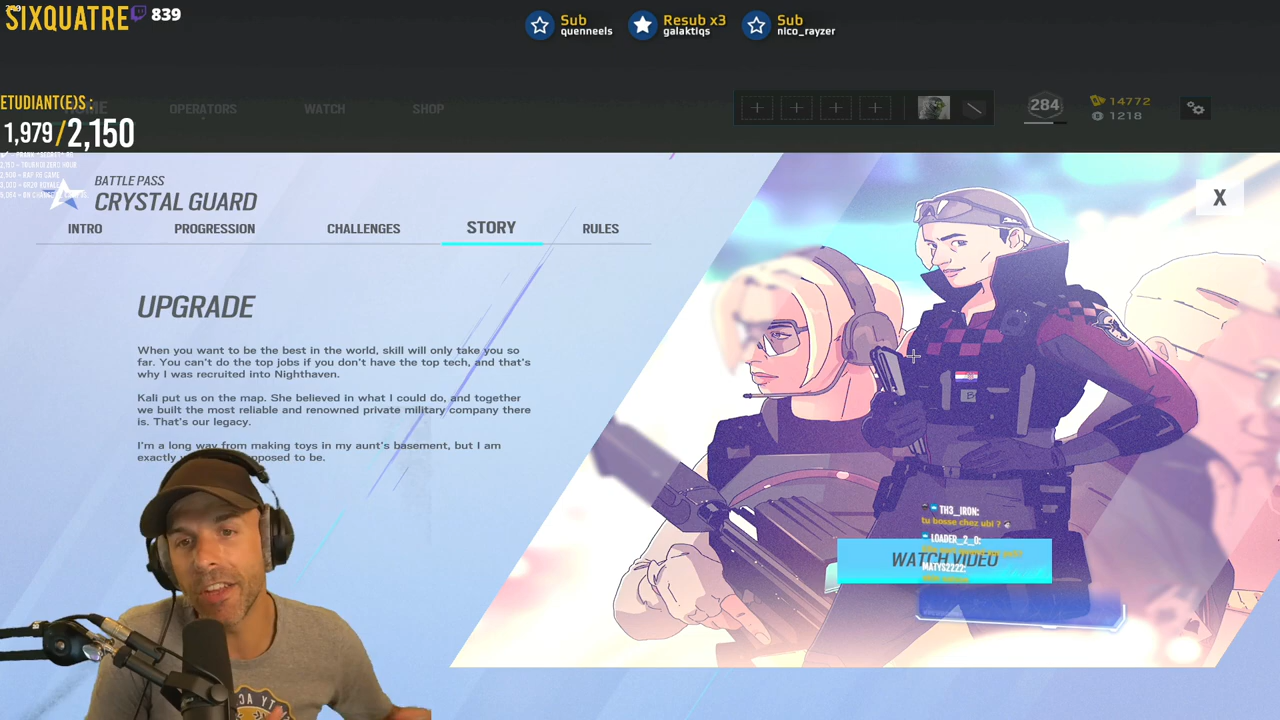 SIXQUATRE 839
Sub
quenneels
Resub x3
galaktiqs
Sub
nico_rayzer
ETUDIANT(E)S :
1,979/2,150
HOME OPERATORS WATCH SHOP
284
14772
1218
BATTLE PASS
CRYSTAL GUARD
INTRO PROGRESSION CHALLENGES STORY RULES
X
UPGRADE
When you want to be the best in the world, skill will only take you so
far. You can't do the top jobs if you don't have the top tech, and that's
why I was recruited into Nighthaven.
Kali put us on the map. She believed in what I could do, and together
we built the most reliable and renowned private military company there
is. That's our legacy.
I'm a long way from making toys in my aunt's basement, but I am
exactly
pposed to be.
TH3_IRON:
tu bosse chez ubi ?
LOADER_2_0:
MATYS2222:
WATCH VIDEO